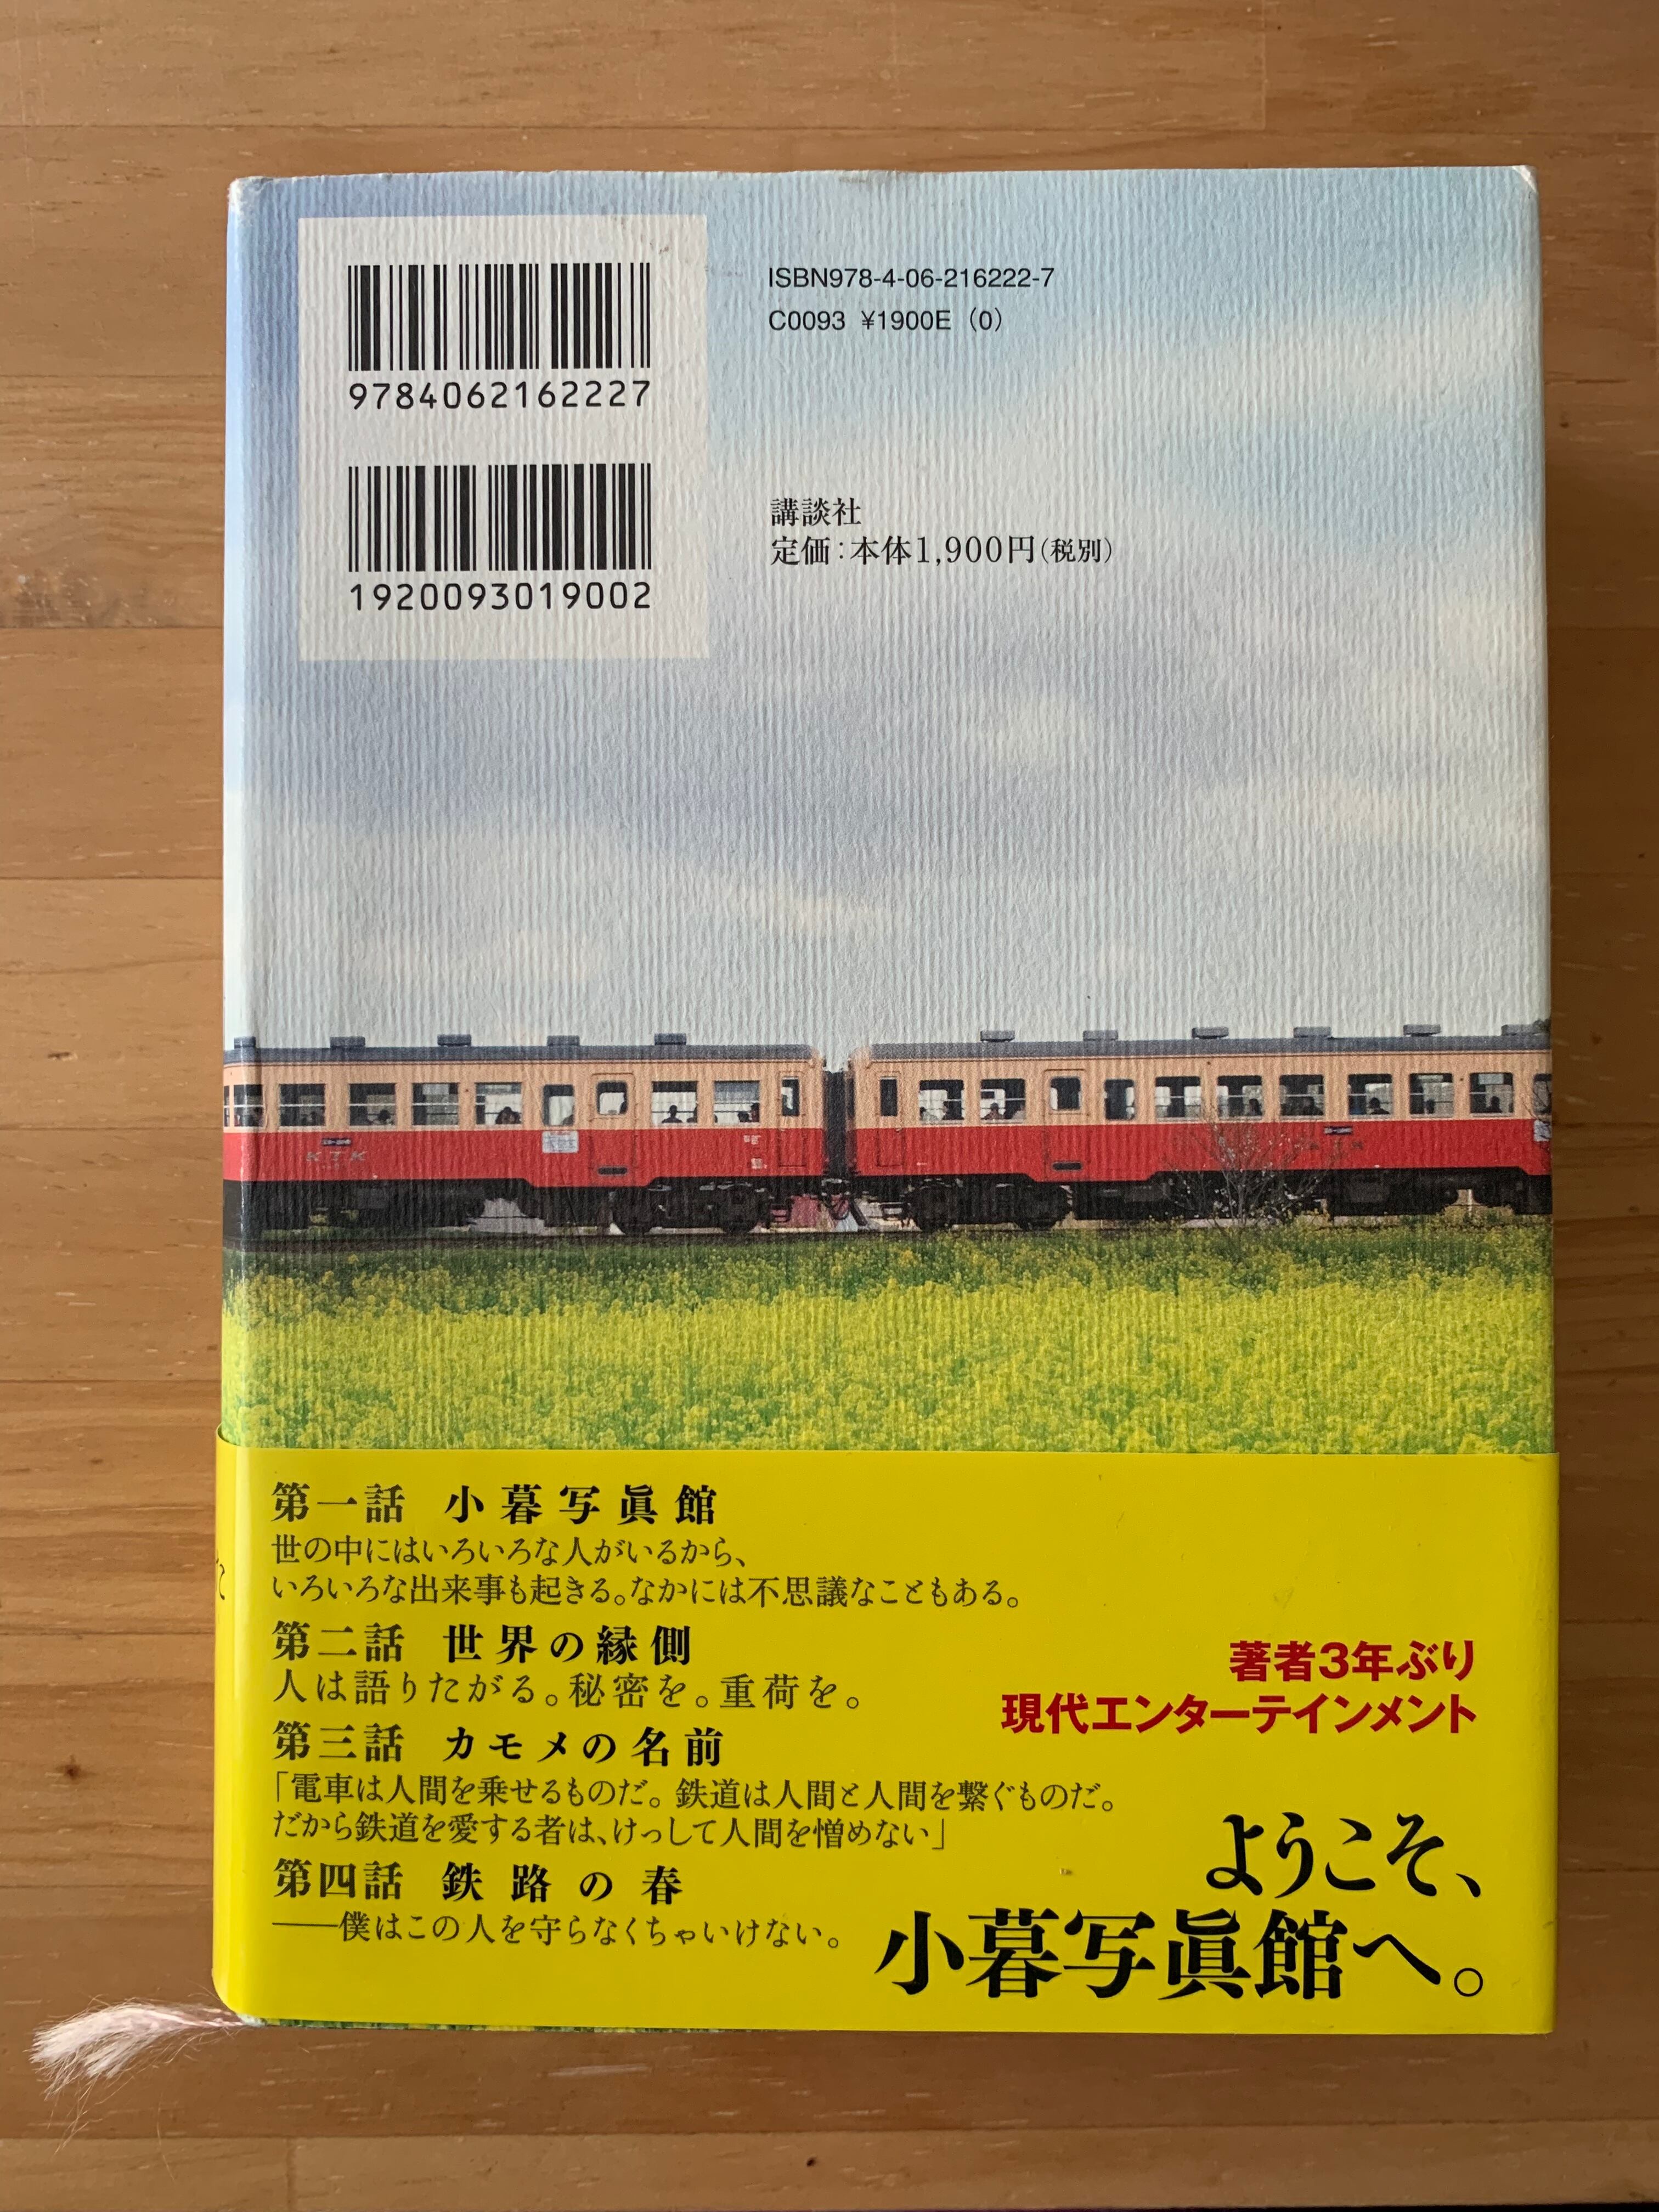 9784062162227
1920093019002
ISBN978-4-06-216222-7
C0093 ¥1900E (0)
講談社
定価:本体1,900円(税別)
KTK
第一話 小暮写眞館
世の中にはいろいろな人がいるから、
いろいろな出来事も起きる。なかには不思議なこともある。
第二話 世界の縁側
人は語りたがる。秘密を。重荷を。
第三話 カモメの名前
「電車は人間を乗せるものだ。鉄道は人間と人間を繋ぐものだ。
だから鉄道を愛する者は、けっして人間を憎めない」
第四話 鉄路の春
——僕はこの人を守らなくちゃいけない。
著者3年ぶり
現代エンターテインメント
ようこそ、
小暮写眞館へ。